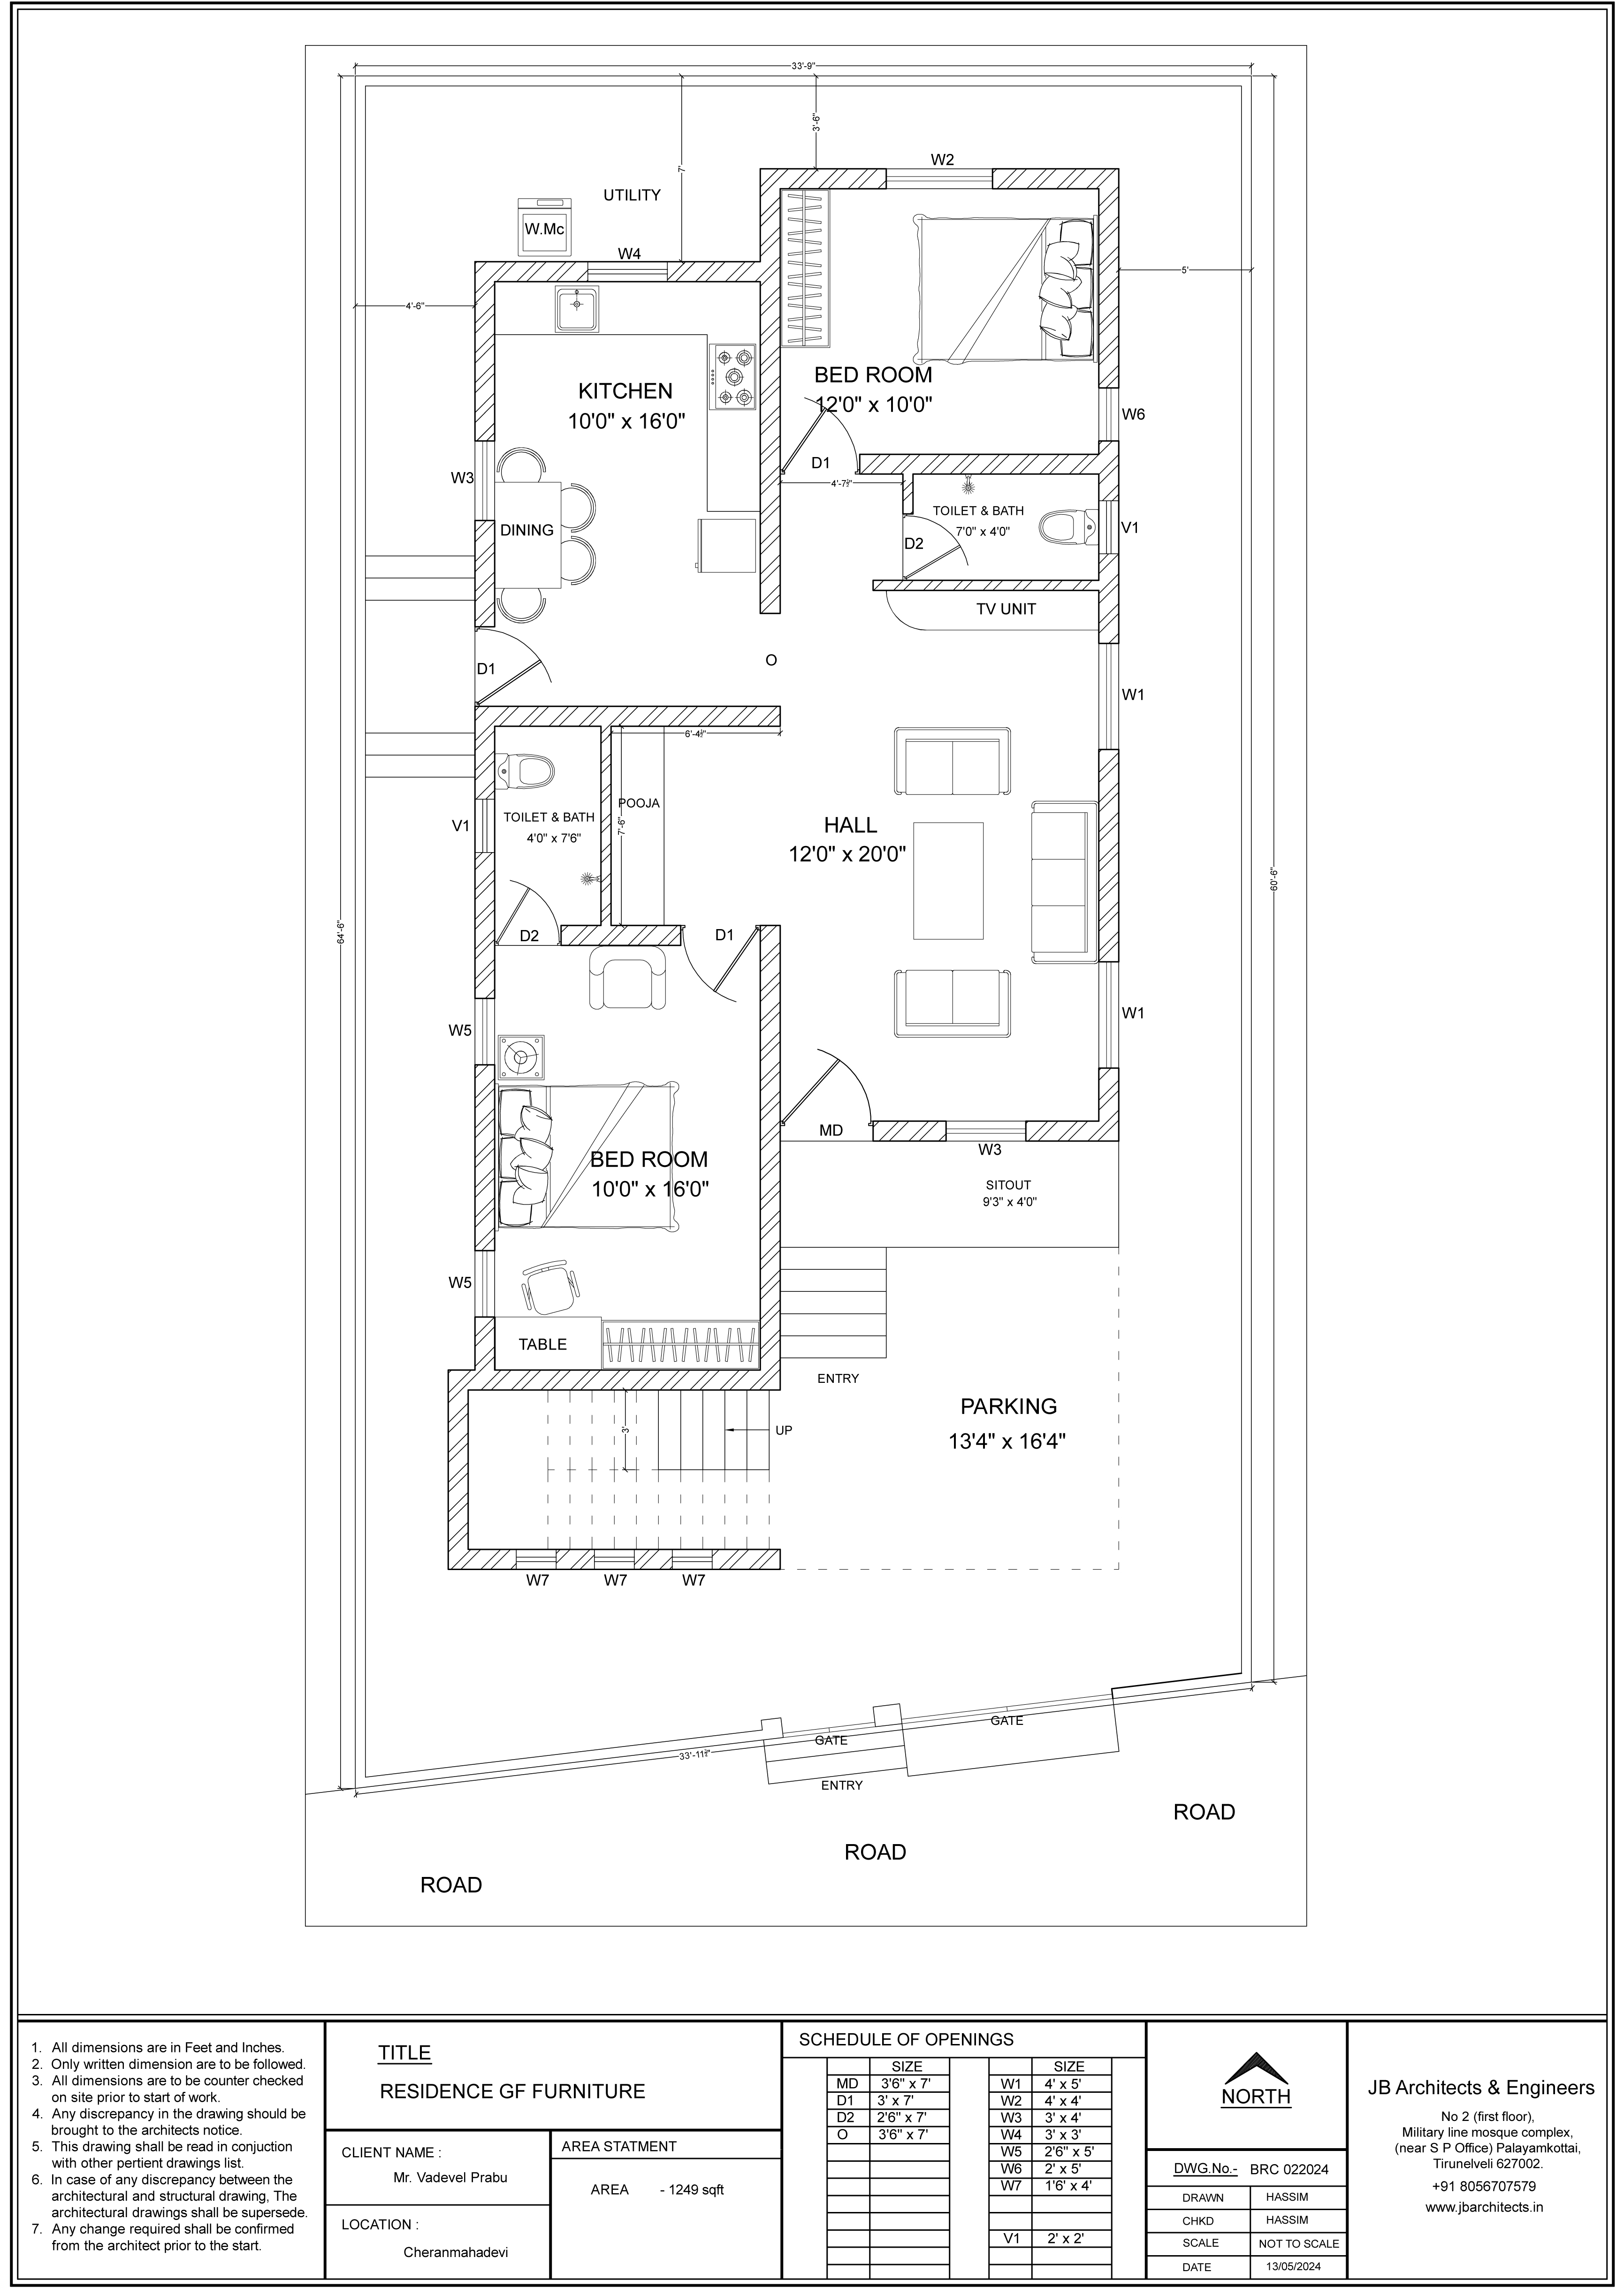 33'-9"
3'-6"
7'
W2
UTILITY
W.Mc
W4
4'-6"
5'
KITCHEN
10'0" x 16'0"
BED ROOM
12'0" x 10'0"
W6
D1
W3
4'-7½"
TOILET & BATH
7'0" x 4'0"
V1
DINING
D2
TV UNIT
D1
O
W1
6'-4½"
POOJA
7'-6"
TOILET & BATH
4'0" x 7'6"
V1
HALL
12'0" x 20'0"
64'-6"
60'-6"
D2
D1
W5
W1
MD
W3
BED ROOM
10'0" x 16'0"
SITOUT
9'3" x 4'0"
W5
TABLE
ENTRY
PARKING
13'4" x 16'4"
3'
UP
W7 W7 W7
GATE
GATE
33'-11
ENTRY
ROAD
ROAD
ROAD
1. All dimensions are in Feet and Inches.
2. Only written dimension are to be followed.
3. All dimensions are to be counter checked
on site prior to start of work.
4. Any discrepancy in the drawing should be
brought to the architects notice.
5. This drawing shall be read in conjuction
with other pertient drawings list.
6. In case of any discrepancy between the
architectural and structural drawing, The
architectural drawings shall be supersede.
7. Any change required shall be confirmed
from the architect prior to the start.
TITLE
RESIDENCE GF FURNITURE
CLIENT NAME :
Mr. Vadevel Prabu
LOCATION :
Cheranmahadevi
AREA STATMENT
AREA - 1249 sqft
SCHEDULE OF OPENINGS
SIZE
MD 3'6" x 7'
D1 3' x 7'
D2 2'6" x 7'
O 3'6" x 7'
SIZE
W1 4' x 5'
W2 4' x 4'
W3 3' x 4'
W4 3' x 3'
W5 2'6" x 5'
W6 2' x 5'
W7 1'6' x 4'
V1 2' x 2'
NORTH
DWG.No.- BRC 022024
DRAWN HASSIM
CHKD HASSIM
SCALE NOT TO SCALE
DATE 13/05/2024
JB Architects & Engineers
No 2 (first floor),
Military line mosque complex,
(near S P Office) Palayamkottai,
Tirunelveli 627002.
+91 8056707579
www.jbarchitects.in